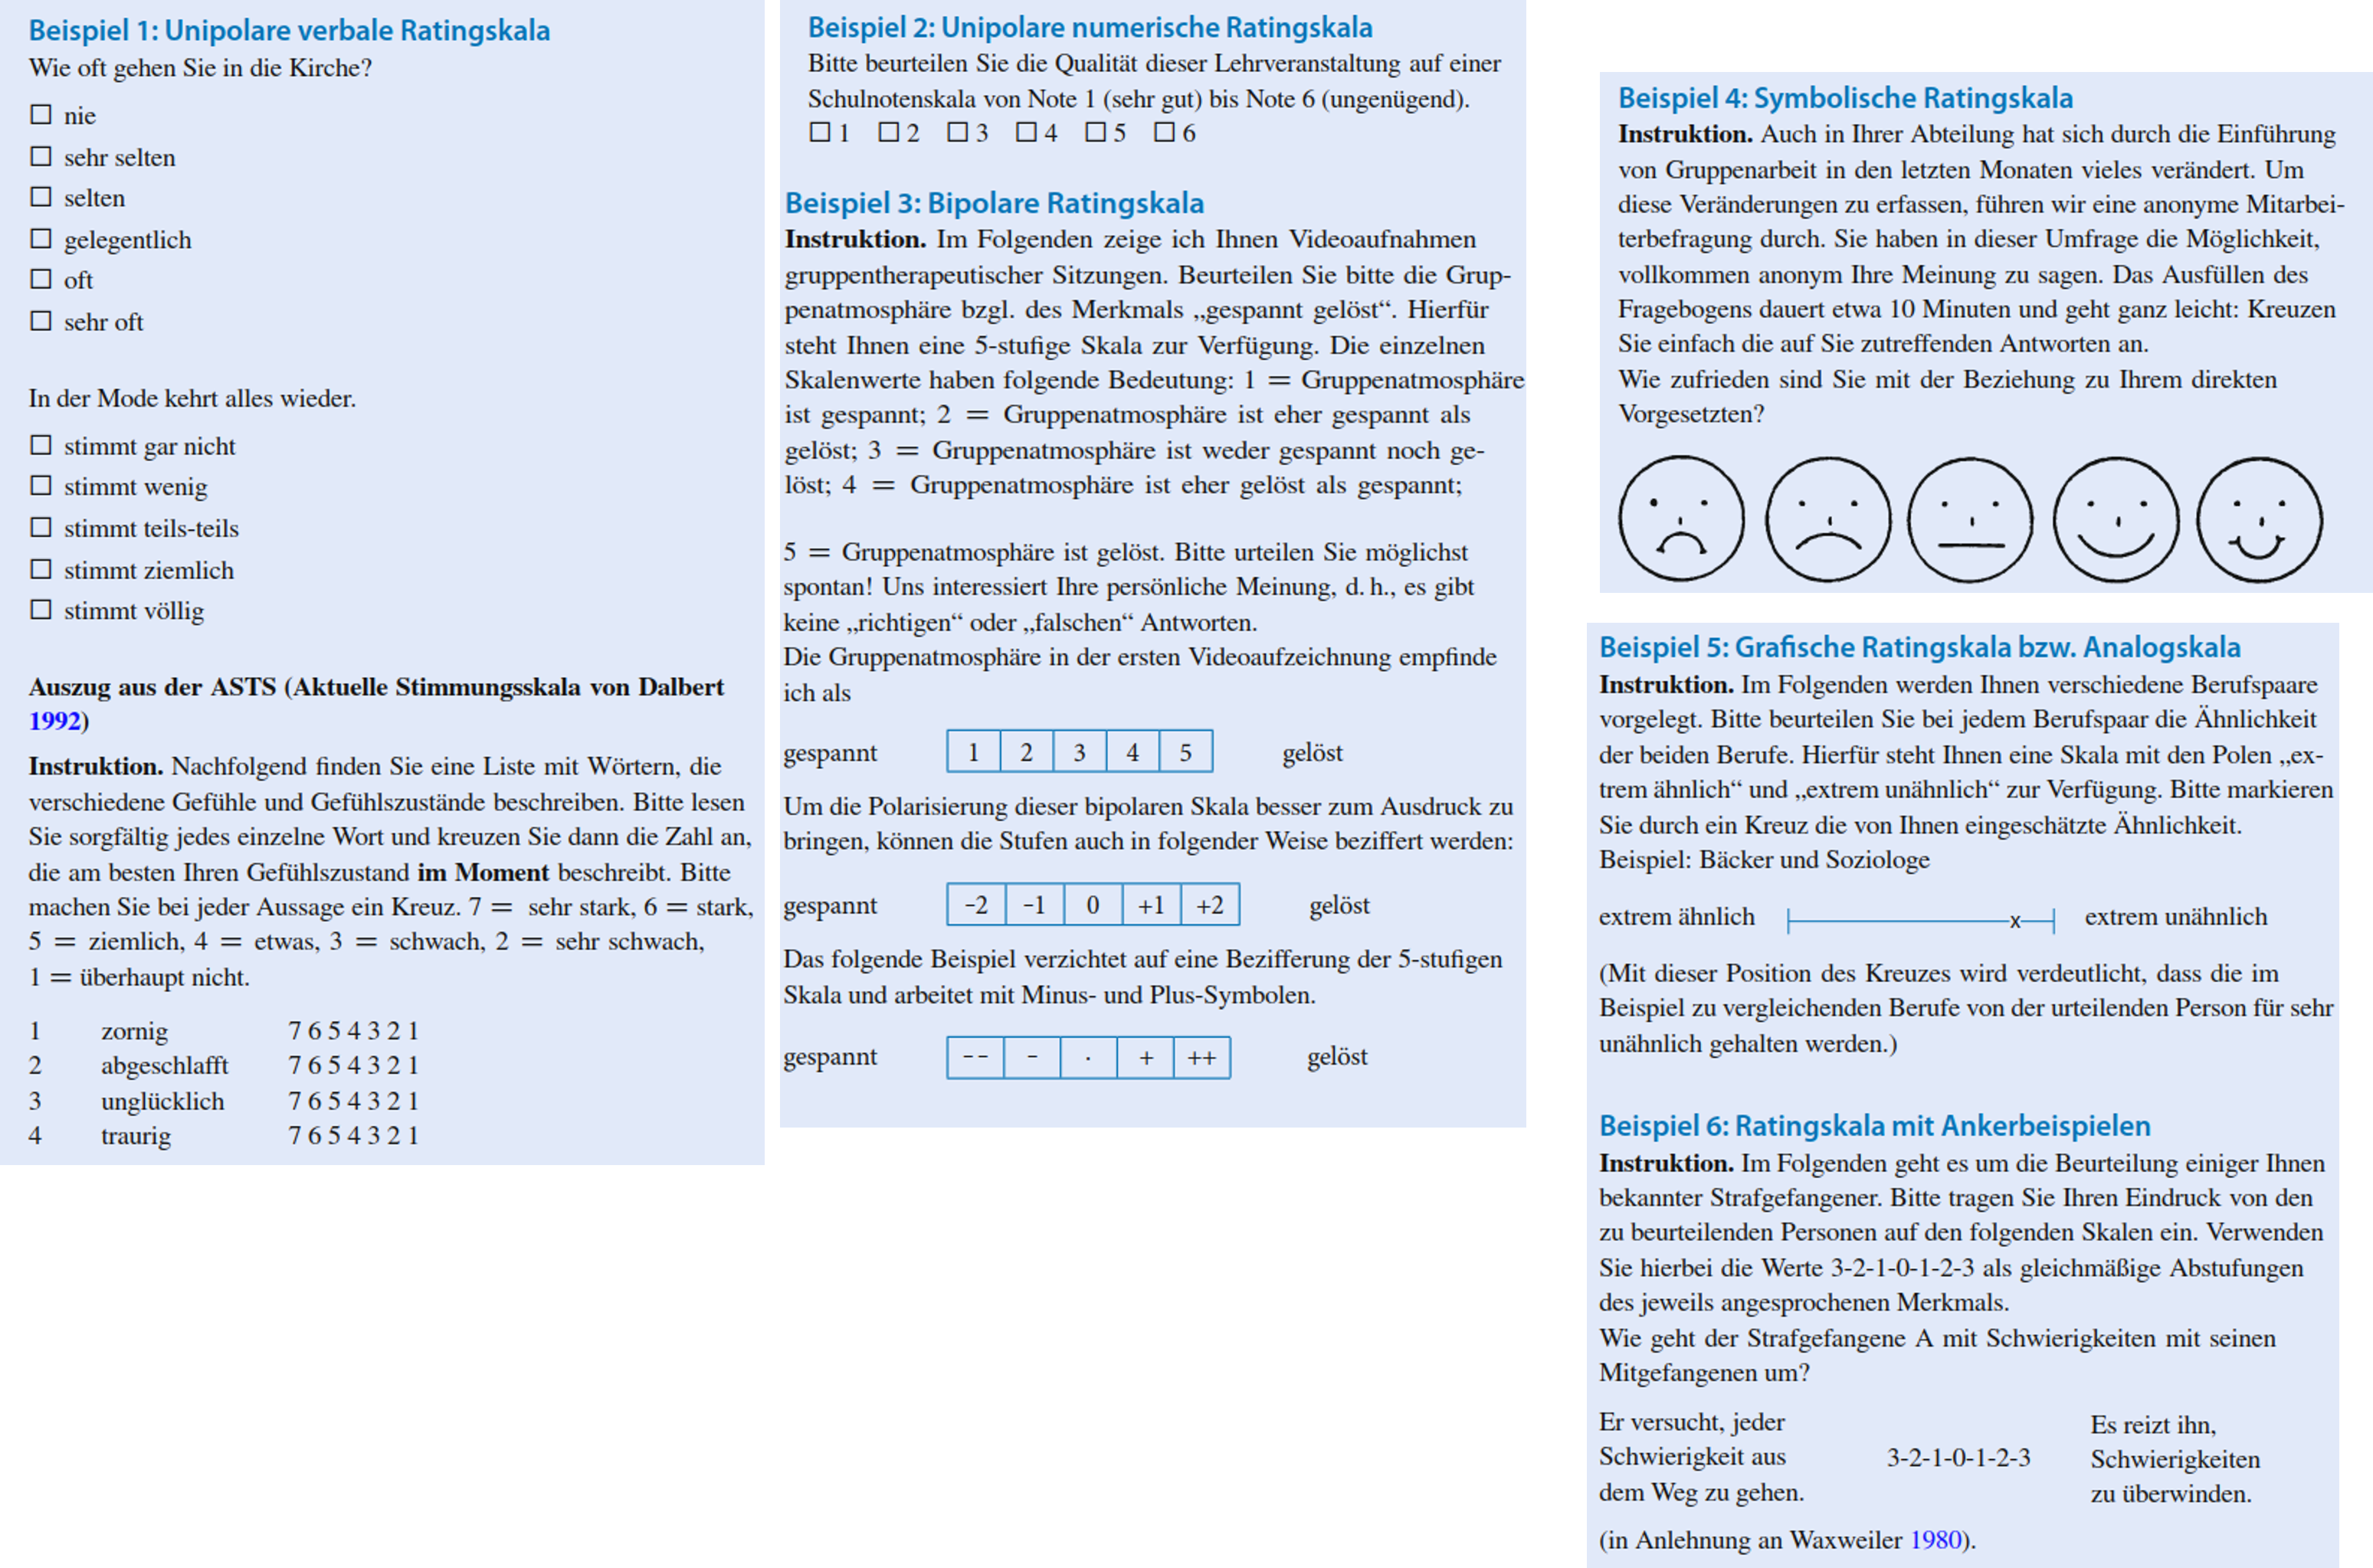 Beispiel 1: Unipolare verbale Ratingskala
Wie oft gehen Sie in die Kirche?
☐ nie
☐ sehr selten
☐ selten
☐ gelegentlich
☐ oft
☐ sehr oft
In der Mode kehrt alles wieder.
☐ stimmt gar nicht
☐ stimmt wenig
☐ stimmt teils-teils
☐ stimmt ziemlich
☐ stimmt völlig
Auszug aus der ASTS (Aktuelle Stimmungsskala von Dalbert
1992)
Instruktion. Nachfolgend finden Sie eine Liste mit Wörtern, die
verschiedene Gefühle und Gefühlszustände beschreiben. Bitte lesen
Sie sorgfältig jedes einzelne Wort und kreuzen Sie dann die Zahl an,
die am besten Ihren Gefühlszustand im Moment beschreibt. Bitte
machen Sie bei jeder Aussage ein Kreuz. 7 = sehr stark, 6 = stark,
5 = ziemlich, 4 = etwas, 3 = schwach, 2 = sehr schwach,
1 = überhaupt nicht.
1 zornig 7 6 5 4 3 2 1
2 abgeschlafft 7 6 5 4 3 2 1
3 unglücklich 7 6 5 4 3 2 1
4 traurig 7 6 5 4 3 2 1
Beispiel 2: Unipolare numerische Ratingskala
Bitte beurteilen Sie die Qualität dieser Lehrveranstaltung auf einer
Schulnotenskala von Note 1 (sehr gut) bis Note 6 (ungenügend).
☐ 1 ☐ 2 ☐ 3 ☐ 4 ☐ 5 ☐ 6
Beispiel 3: Bipolare Ratingskala
Instruktion. Im Folgenden zeige ich Ihnen Videoaufnahmen
gruppentherapeutischer Sitzungen. Beurteilen Sie bitte die Grup-
penatmosphäre bzgl. des Merkmals „gespannt gelöst“. Hierfür
steht Ihnen eine 5-stufige Skala zur Verfügung. Die einzelnen
Skalenwerte haben folgende Bedeutung: 1 = Gruppenatmosphäre
ist gespannt; 2 = Gruppenatmosphäre ist eher gespannt als
gelöst; 3 = Gruppenatmosphäre ist weder gespannt noch ge-
löst; 4 = Gruppenatmosphäre ist eher gelöst als gespannt;
5 = Gruppenatmosphäre ist gelöst. Bitte urteilen Sie möglichst
spontan! Uns interessiert Ihre persönliche Meinung, d. h., es gibt
keine „richtigen“ oder „falschen“ Antworten.
Die Gruppenatmosphäre in der ersten Videoaufzeichnung empfinde
ich als
gespannt 1 2 3 4 5 gelöst
Um die Polarisierung dieser bipolaren Skala besser zum Ausdruck zu
bringen, können die Stufen auch in folgender Weise beziffert werden:
gespannt -2 -1 0 +1 +2 gelöst
Das folgende Beispiel verzichtet auf eine Bezifferung der 5-stufigen
Skala und arbeitet mit Minus- und Plus-Symbolen.
gespannt -- - · + ++ gelöst
Beispiel 4: Symbolische Ratingskala
Instruktion. Auch in Ihrer Abteilung hat sich durch die Einführung
von Gruppenarbeit in den letzten Monaten vieles verändert. Um
diese Veränderungen zu erfassen, führen wir eine anonyme Mitarbei-
terbefragung durch. Sie haben in dieser Umfrage die Möglichkeit,
vollkommen anonym Ihre Meinung zu sagen. Das Ausfüllen des
Fragebogens dauert etwa 10 Minuten und geht ganz leicht: Kreuzen
Sie einfach die auf Sie zutreffenden Antworten an.
Wie zufrieden sind Sie mit der Beziehung zu Ihrem direkten
Vorgesetzten?
Beispiel 5: Grafische Ratingskala bzw. Analogskala
Instruktion. Im Folgenden werden Ihnen verschiedene Berufspaare
vorgelegt. Bitte beurteilen Sie bei jedem Berufspaar die Ähnlichkeit
der beiden Berufe. Hierfür steht Ihnen eine Skala mit den Polen „ex-
trem ähnlich“ und „extrem unähnlich“ zur Verfügung. Bitte markieren
Sie durch ein Kreuz die von Ihnen eingeschätzte Ähnlichkeit.
Beispiel: Bäcker und Soziologe
extrem ähnlich x extrem unähnlich
(Mit dieser Position des Kreuzes wird verdeutlicht, dass die im
Beispiel zu vergleichenden Berufe von der urteilenden Person für sehr
unähnlich gehalten werden.)
Beispiel 6: Ratingskala mit Ankerbeispielen
Instruktion. Im Folgenden geht es um die Beurteilung einiger Ihnen
bekannter Strafgefangener. Bitte tragen Sie Ihren Eindruck von den
zu beurteilenden Personen auf den folgenden Skalen ein. Verwenden
Sie hierbei die Werte 3-2-1-0-1-2-3 als gleichmäßige Abstufungen
des jeweils angesprochenen Merkmals.
Wie geht der Strafgefangene A mit Schwierigkeiten mit seinen
Mitgefangenen um?
Er versucht, jeder
Schwierigkeit aus
dem Weg zu gehen.
3-2-1-0-1-2-3
Es reizt ihn,
Schwierigkeiten
zu überwinden.
(in Anlehnung an Waxweiler 1980).